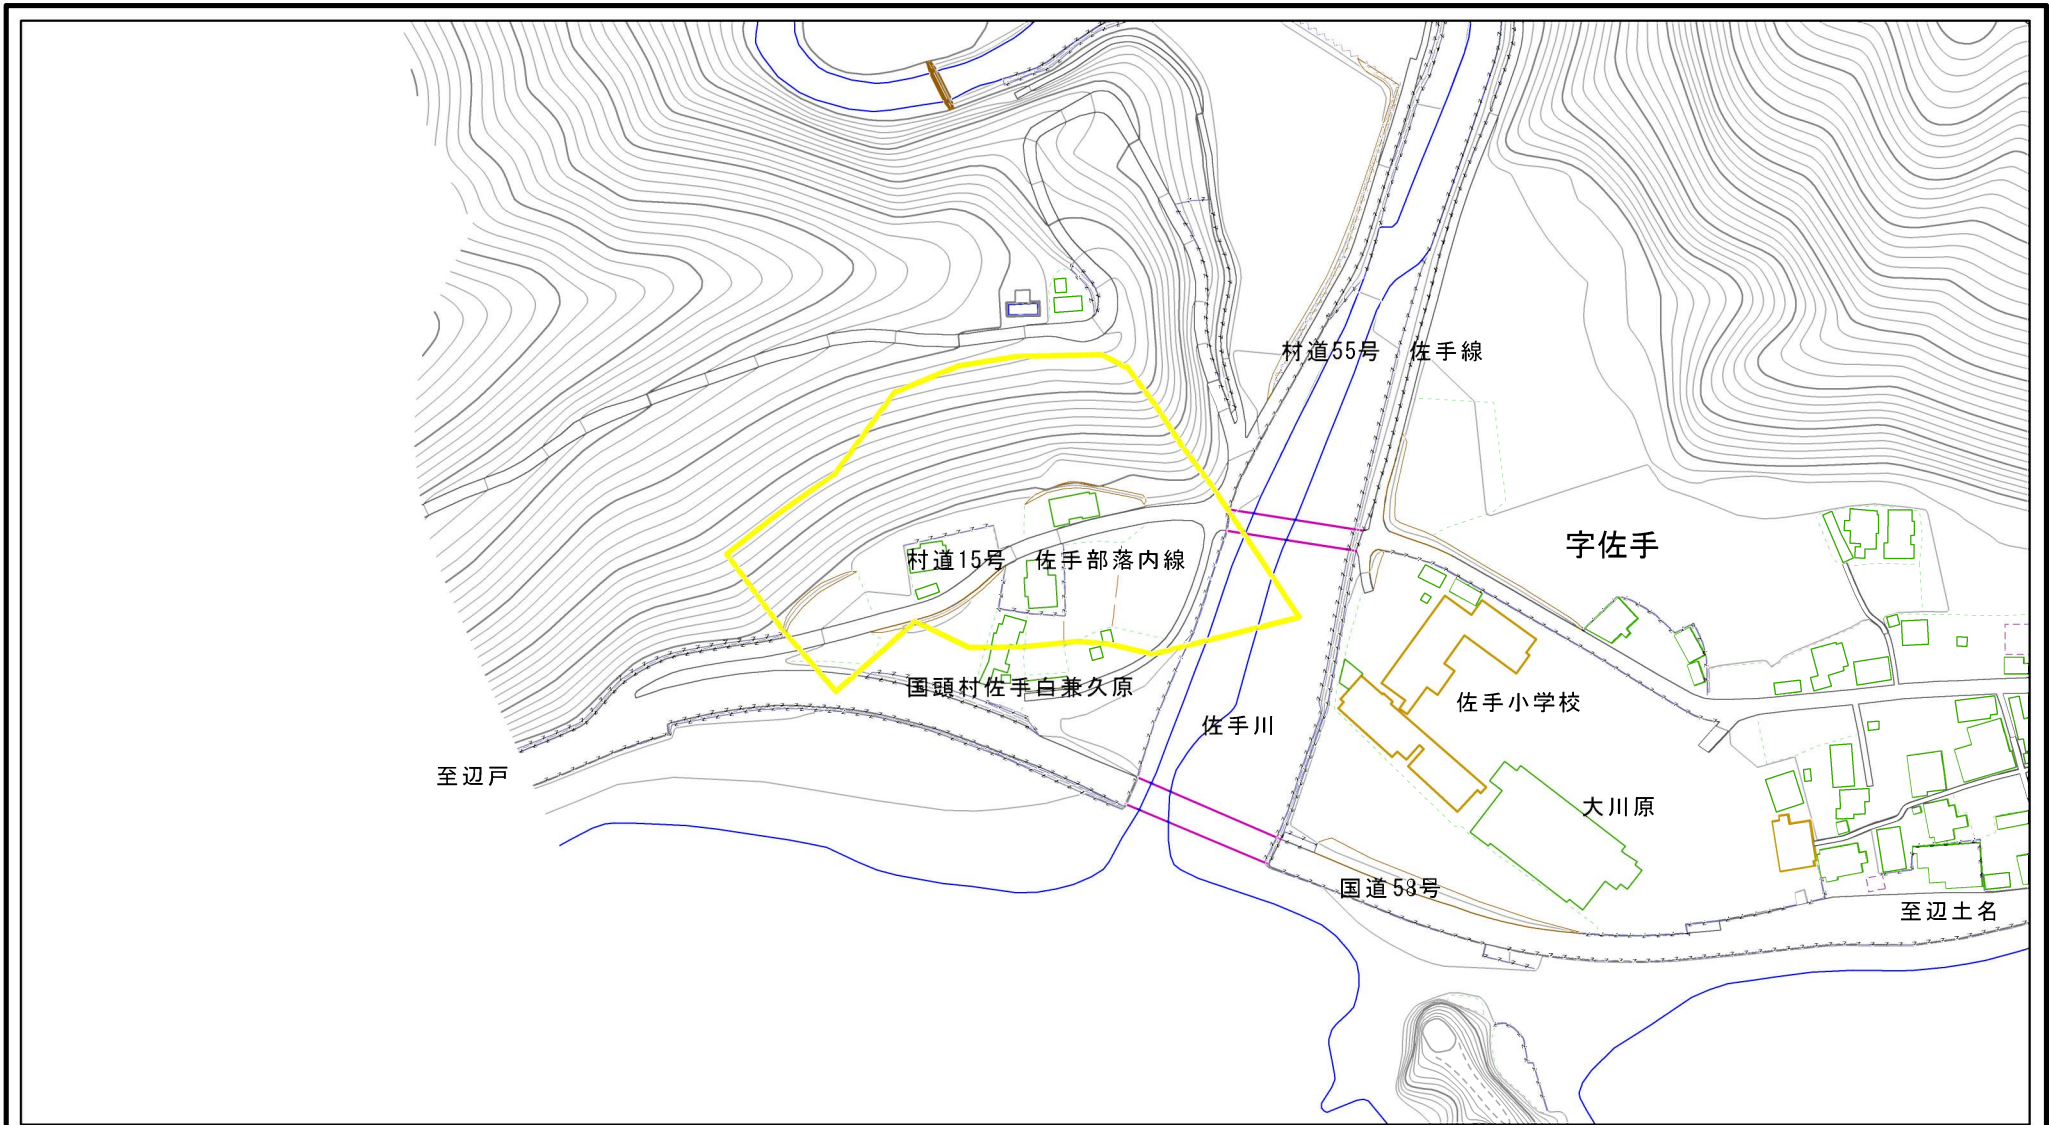 村道55号　佐手線
字佐手
村道15号　佐手部落内線
国頭村佐手白兼久原
佐手小学校
佐手川
至辺戸
大川原
国道58号
至辺土名